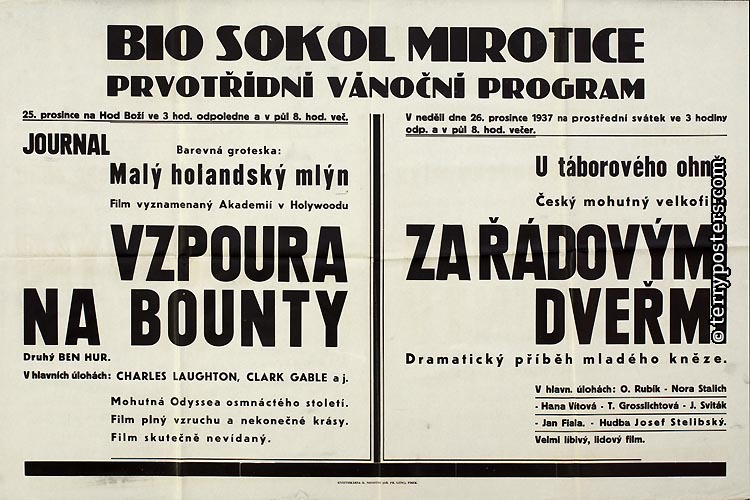 BIO SOKOL MIROTICE
PRVOTŘÍDNÍ VÁNOČNÍ PROGRAM
25. prosince na Hod Boží ve 3 hod. odpoledne a v půl 8. hod. več.
JOURNAL
Barevná groteska:
Malý holandský mlýn
Film vyznamenaný Akademií v Holywoodu
VZPOURA
NA BOUNTY
Druhý BEN HUR.
V hlavních úlohách: CHARLES LAUGHTON, CLARK GABLE a j.
Mohutná Odyssea osmnáctého století.
Film plný vzruchu a nekonečné krásy.
Film skutečně nevídaný.
V neděli dne 26. prosince 1937 na prostřední svátek ve 3 hodiny
odp. a v půl 8. hod. večer.
U táborového ohně
Český mohutný velkofilm
ZA ŘÁDOVÝM
DVEŘM
Dramatický příběh mladého kněze.
V hlavn. úlohách: O. Rubík - Nora Stalich
- Hana Vítová - T. Grosslichtová - J. Sviták
- Jan Fiala. - Hudba Josef Stelibský.
Velmi líbivý, lidový film.
© terryposters.com